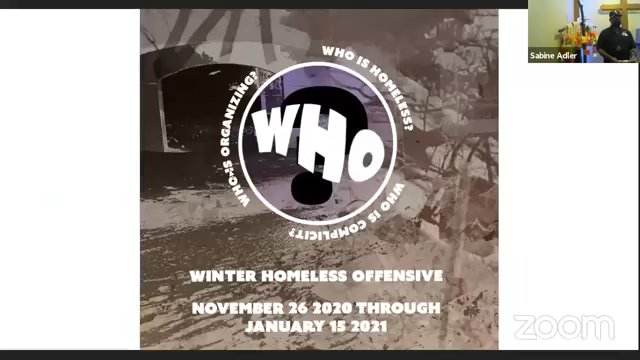 Sabine Adler
WHO IS HOMELESS?
WHO'S ORGANIZING?
WHO
WHO IS COMPLICIT?
WINTER HOMELESS OFFENSIVE
NOVEMBER 26 2020 THROUGH
JANUARY 15 2021
zoom